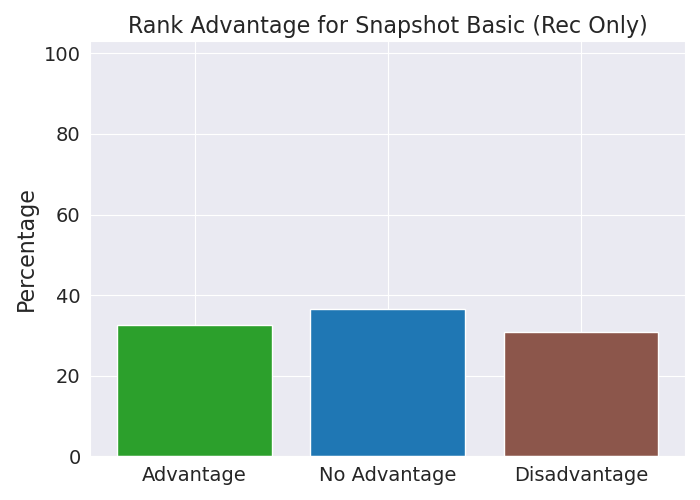 Rank Advantage for Snapshot Basic (Rec Only)
100
80
60
40
20
0
Percentage
Advantage
No Advantage
Disadvantage